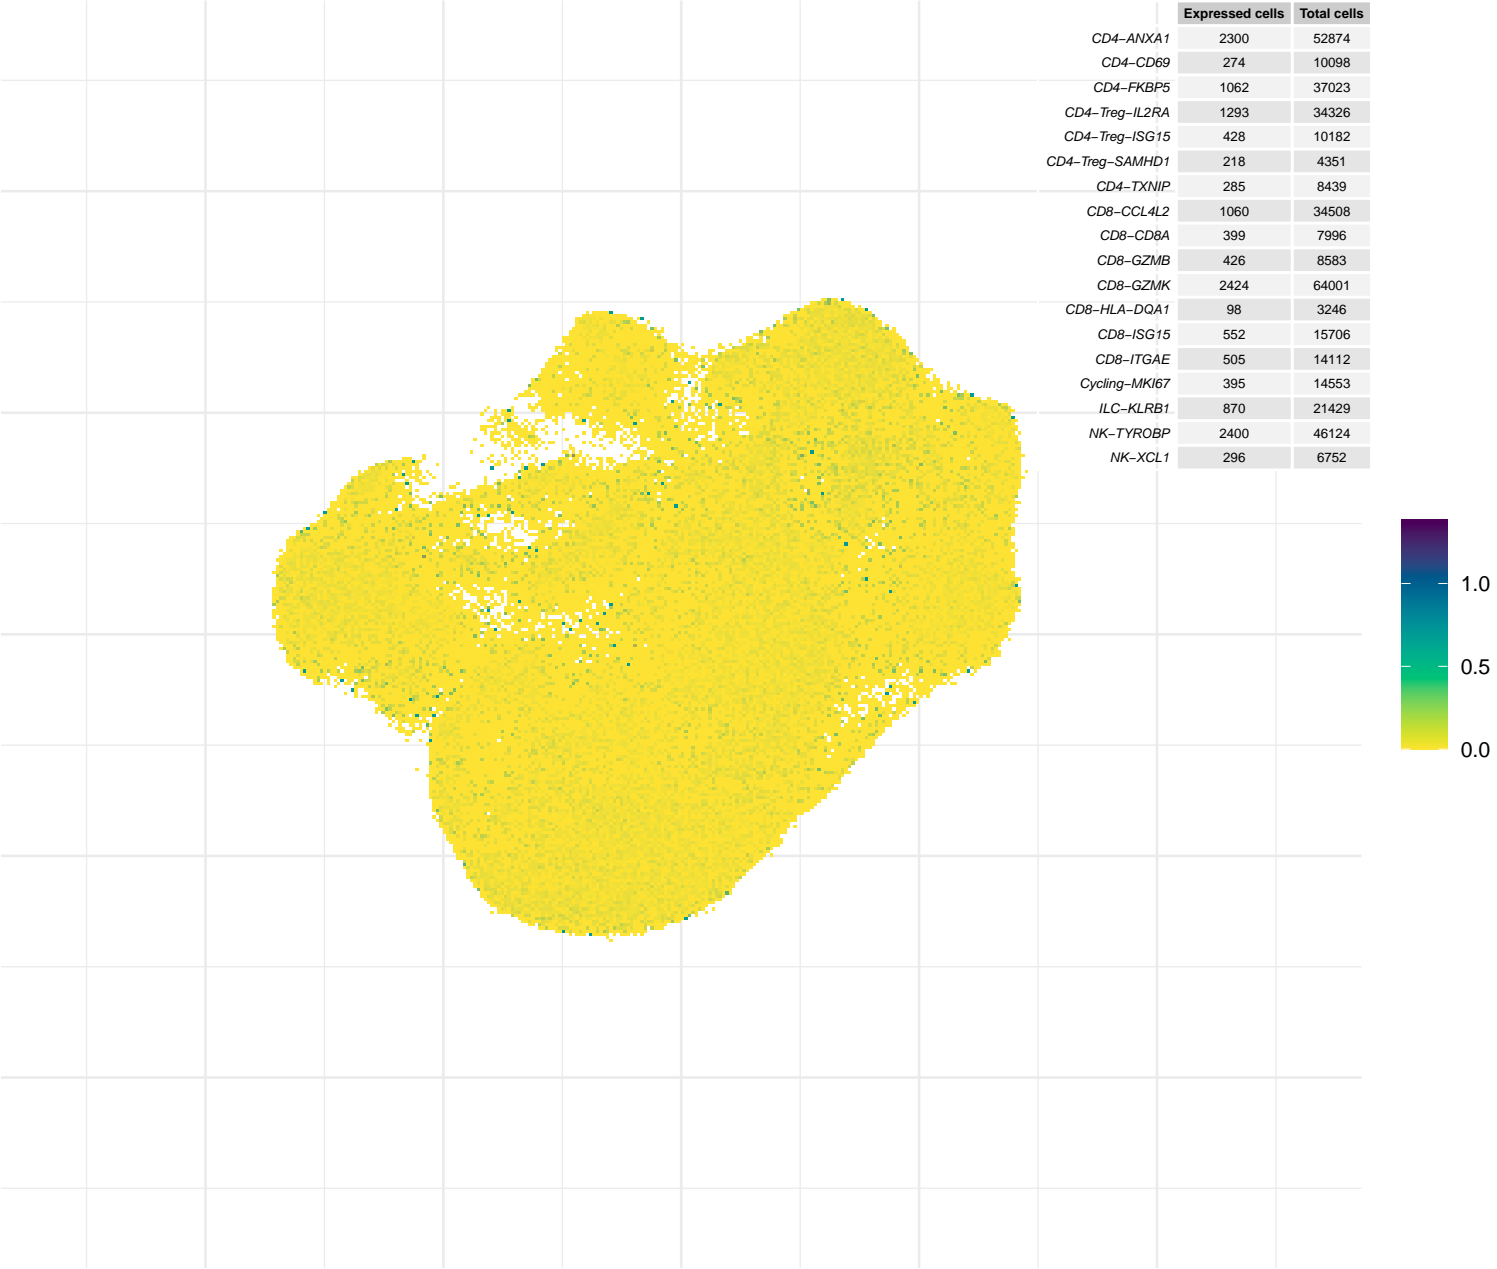 Expressed cells Total cells
CD4−ANXA1 2300 52874
CD4−CD69 274 10098
CD4−FKBP5 1062 37023
CD4−Treg−IL2RA 1293 34326
CD4−Treg−ISG15 428 10182
CD4−Treg−SAMHD1 218 4351
CD4−TXNIP 285 8439
CD8−CCL4L2 1060 34508
CD8−CD8A 399 7996
CD8−GZMB 426 8583
CD8−GZMK 2424 64001
CD8−HLA−DQA1 98 3246
CD8−ISG15 552 15706
CD8−ITGAE 505 14112
Cycling−MKI67 395 14553
ILC−KLRB1 870 21429
NK−TYROBP 2400 46124
NK−XCL1 296 6752
1.0
0.5
0.0